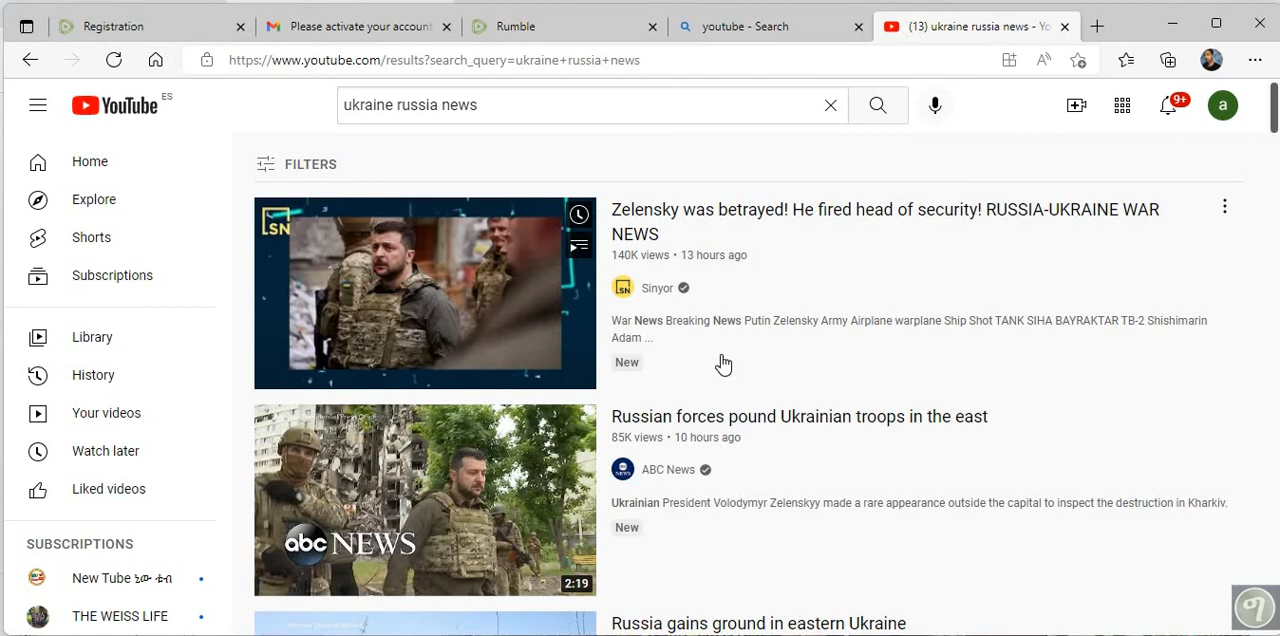 Registration
Please activate your account
Rumble
youtube - Search
(13) ukraine russia news - Yo
https://www.youtube.com/results?search_query=ukraine+russia+news
YouTube ES
ukraine russia news
9+
a
Home
Explore
Shorts
Subscriptions
Library
History
Your videos
Watch later
Liked videos
SUBSCRIPTIONS
New Tube ነው ቱብ
THE WEISS LIFE
FILTERS
LSN
Zelensky was betrayed! He fired head of security! RUSSIA-UKRAINE WAR
NEWS
140K views • 13 hours ago
LSN
Sinyor
War News Breaking News Putin Zelensky Army Airplane warplane Ship Shot TANK SIHA BAYRAKTAR TB-2 Shishimarin
Adam ...
New
abc NEWS
2:19
Russian forces pound Ukrainian troops in the east
85K views • 10 hours ago
ABC News
Ukrainian President Volodymyr Zelenskyy made a rare appearance outside the capital to inspect the destruction in Kharkiv.
New
Russia gains ground in eastern Ukraine